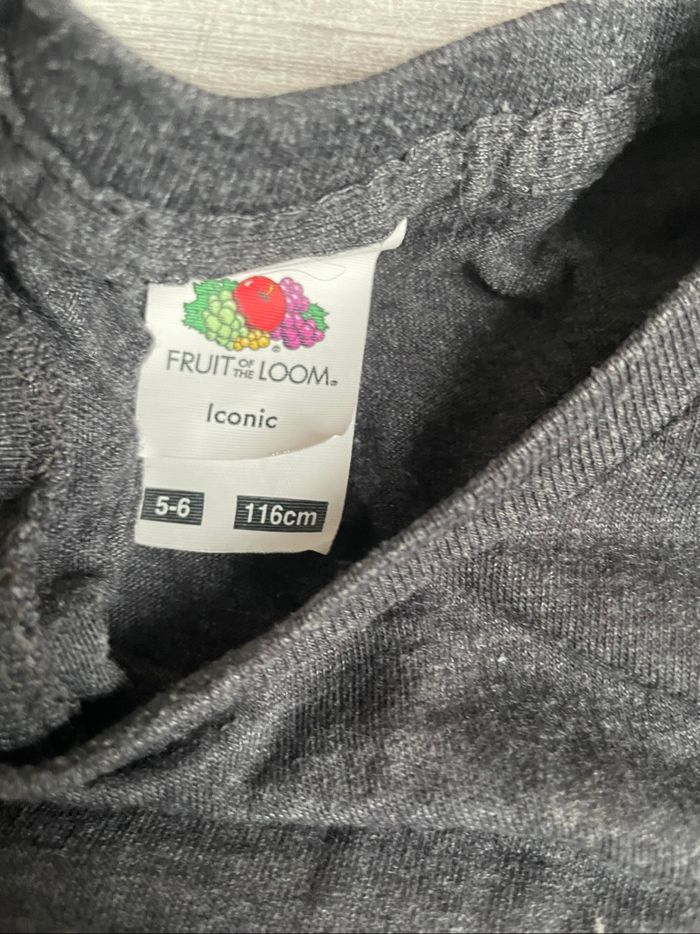 FRUIT OF THE LOOM®
Iconic
5-6 116cm